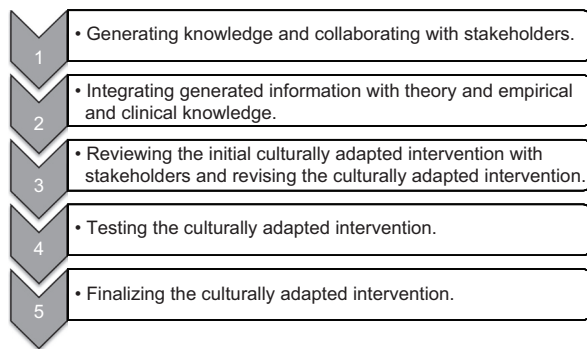 1
• Generating knowledge and collaborating with stakeholders.
2
• Integrating generated information with theory and empirical
and clinical knowledge.
3
• Reviewing the initial culturally adapted intervention with
stakeholders and revising the culturally adapted intervention.
4
• Testing the culturally adapted intervention.
5
• Finalizing the culturally adapted intervention.